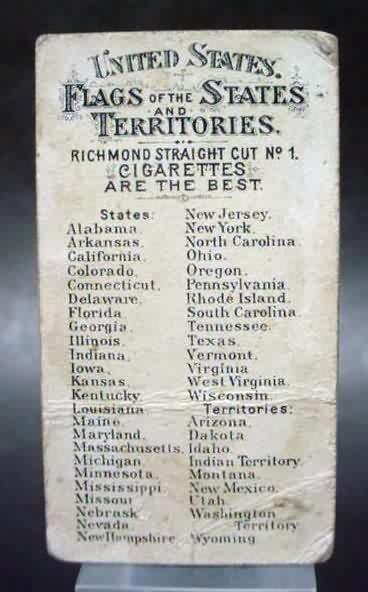 UNITED STATES.
FLAGS OF THE STATES
AND
TERRITORIES.
RICHMOND STRAIGHT CUT No 1.
CIGARETTES
ARE THE BEST.
States:
Alabama.
Arkansas.
California.
Colorado.
Connecticut.
Delaware.
Florida
Georgia.
Illinois.
Indiana.
Iowa.
Kansas.
Kentucky.
Louisiana
Maine.
Maryland.
Massachusetts.
Michigan.
Minnesota.
Mississippi.
Missouri
Nebrask
Nevada
New Hampshire
New Jersey.
New York.
North Carolina
Ohio.
Oregon.
Pennsylvania
Rhode Island.
South Carolina
Tennessee.
Texas.
Vermont.
Virginia
West Virginia.
Wisconsin.
Territories:
Arizona.
Dakota
Idaho.
Indian Territory
Montana.
New Mexico.
Utah.
Washington
Territory
Wyoming